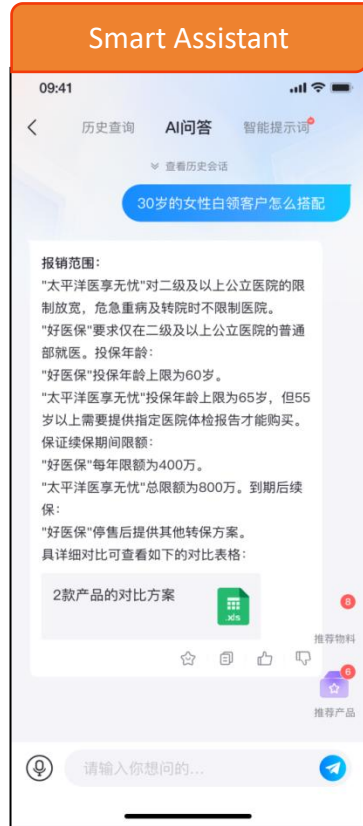 Smart Assistant
09:41
历史查询 AI问答 智能提示词
查看历史会话
30岁的女性白领客户怎么搭配
报销范围：
"太平洋医享无忧"对二级及以上公立医院的限
制放宽，危急重病及转院时不限制医院。
"好医保"要求仅在二级及以上公立医院的普通
部就医。投保年龄：
"好医保"投保年龄上限为60岁。
"太平洋医享无忧"投保年龄上限为65岁，但55
岁以上需要提供指定医院体检报告才能购买。
保证续保期间限额：
"好医保"每年限额为400万。
"太平洋医享无忧"总限额为800万。到期后续
保：
"好医保"停售后提供其他转保方案。
具详细对比可查看如下的对比表格：
2款产品的对比方案
.xls
8
推荐物料
6
推荐产品
请输入你想问的...